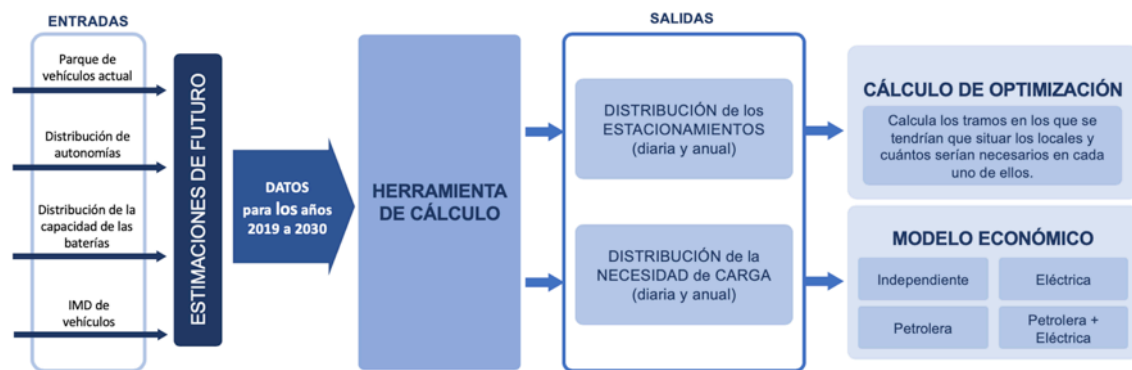 ENTRADAS
Parque de
vehículos actual
Distribución de
autonomías
Distribución de la
capacidad de las
baterías
IMD de
vehículos
ESTIMACIONES DE FUTURO
DATOS
para los años
2019 a 2030
HERRAMIENTA
DE CÁLCULO
SALIDAS
DISTRIBUCIÓN de los
ESTACIONAMIENTOS
(diaria y anual)
DISTRIBUCIÓN de la
NECESIDAD de CARGA
(diaria y anual)
CÁLCULO DE OPTIMIZACIÓN
Calcula los tramos en los que se
tendrían que situar los locales y
cuántos serían necesarios en cada
uno de ellos.
MODELO ECONÓMICO
Independiente
Eléctrica
Petrolera
Petrolera +
Eléctrica